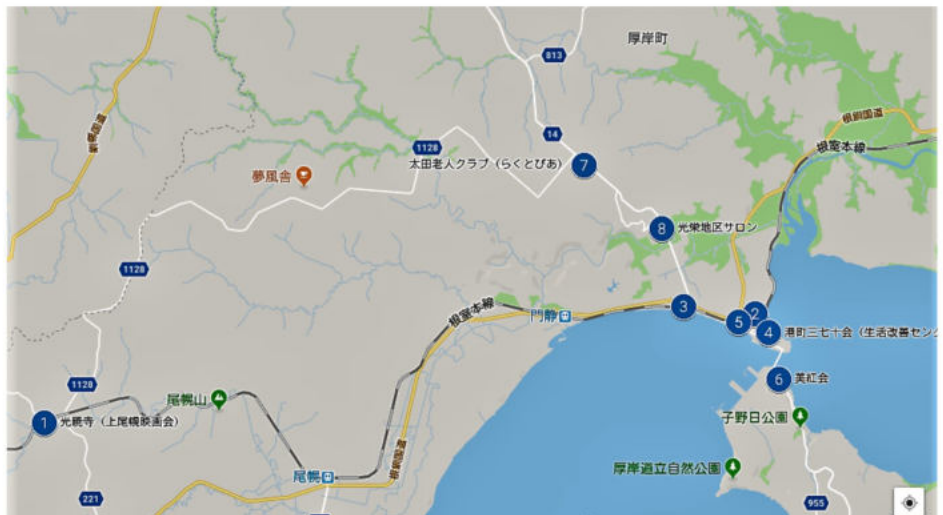 厚岸町
813
根釧国道
14
根室本線
1128
太田老人クラブ（らくとぴあ）
7
夢風舎
8
光栄地区サロン
1128
3
2
5
4
港町三七十会（生活改善セン
門静
根室本線
6
美紅会
1128
尾幌山
子野日公園
1
光暁寺（上尾幌映画会）
根釧国道
尾幌
厚岸道立自然公園
221
955